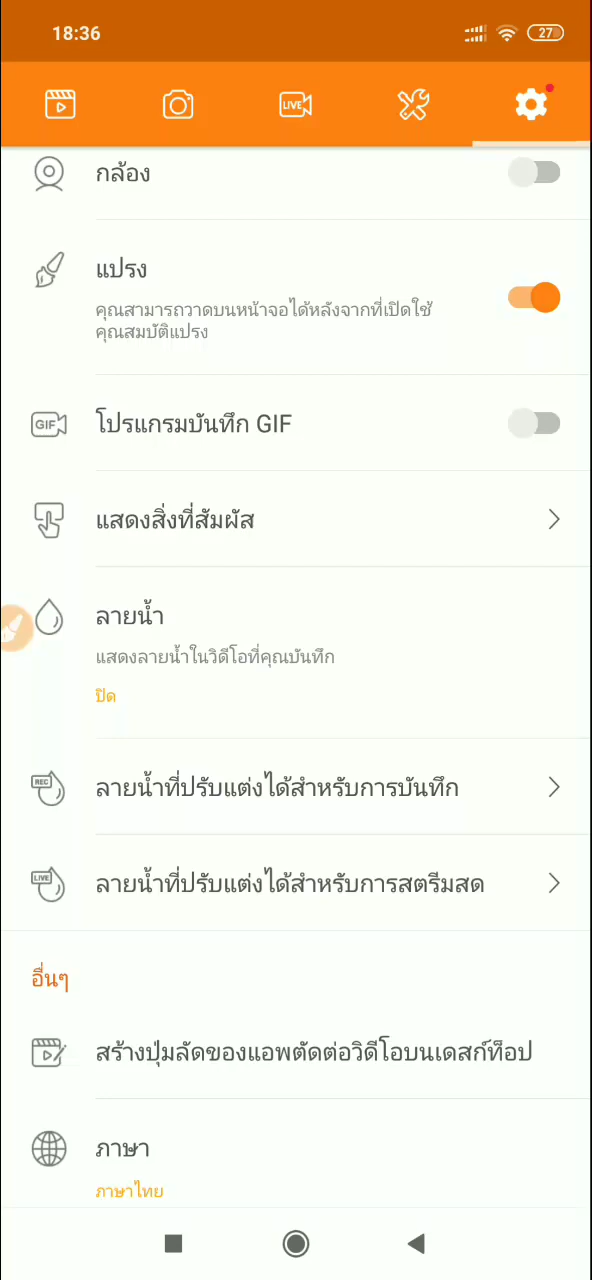 18:36
27
LIVE
กล้อง
แปรง
คุณสามารถวาดบนหน้าจอได้หลังจากที่เปิดใช้
คุณสมบัติแปรง
GIF
โปรแกรมบันทึก GIF
แสดงสิ่งที่สัมผัส
ลายน้ำ
แสดงลายน้ำในวิดีโอที่คุณบันทึก
ปิด
REC
ลายน้ำที่ปรับแต่งได้สำหรับการบันทึก
LIVE
ลายน้ำที่ปรับแต่งได้สำหรับการสตรีมสด
อื่นๆ
สร้างปุ่มลัดของแอพตัดต่อวิดีโอบนเดสก์ท็อป
ภาษา
ภาษาไทย